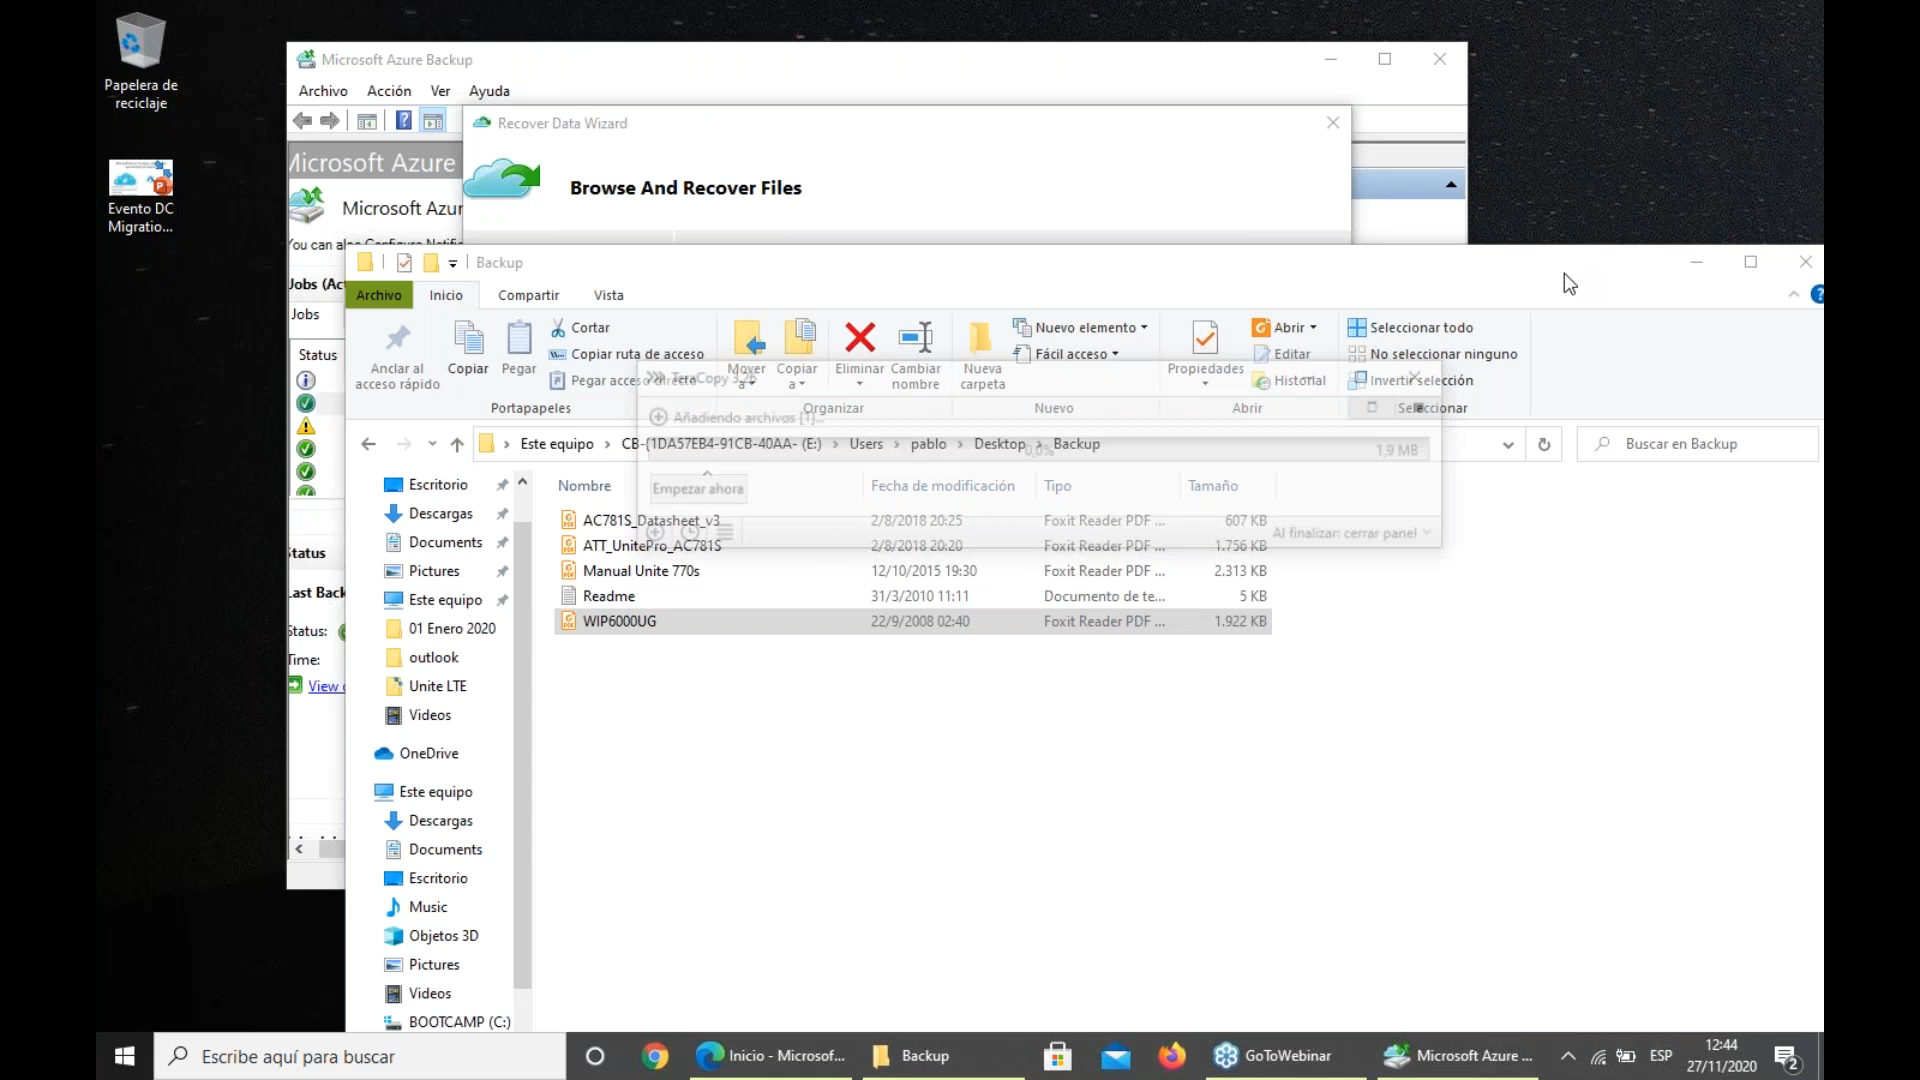 Papelera de
reciclaje
Evento DC
Migratio...
Microsoft Azure Backup
Archivo Acción Ver Ayuda
Recover Data Wizard
Microsoft Azure
Browse And Recover Files
Microsoft Azur
You can
Jobs (Act
Jobs
Status
Backup
Archivo Inicio Compartir Vista
Anclar al
acceso rápido
Copiar
Pegar
Cortar
Copiar ruta de acceso
Pegar acceso directo
Portapapeles
Mover
a
Copiar
a
Eliminar
Cambiar
nombre
Organizar
Nueva
carpeta
Nuevo elemento
Fácil acceso
Nuevo
Propiedades
Abrir
Editar
Historial
Abrir
Seleccionar todo
No seleccionar ninguno
Invertir selección
Seleccionar
TeraCopy 3.26
Añadiendo archivos [1]...
0,0% 1,9 MB
Empezar ahora
Al finalizar: cerrar panel
Este equipo > CB-{1DA57EB4-91CB-40AA- (E:) > Users > pablo > Desktop > Backup
Buscar en Backup
Nombre Fecha de modificación Tipo Tamaño
AC781S_Datasheet_v3 2/8/2018 20:25 Foxit Reader PDF ... 607 KB
ATT_UnitePro_AC781S 2/8/2018 20:20 Foxit Reader PDF ... 1.756 KB
Manual Unite 770s 12/10/2015 19:30 Foxit Reader PDF ... 2.313 KB
Readme 31/3/2010 11:11 Documento de te... 5 KB
WIP6000UG 22/9/2008 02:40 Foxit Reader PDF ... 1.922 KB
Escritorio
Descargas
Documents
Pictures
Este equipo
01 Enero 2020
outlook
Unite LTE
Videos
OneDrive
Este equipo
Descargas
Documents
Escritorio
Music
Objetos 3D
Pictures
Videos
BOOTCAMP (C:)
Status
Last Back
Status:
Time:
View
Escribe aquí para buscar
Inicio - Microsof...
Backup
GoToWebinar
Microsoft Azure ...
ESP
12:44
27/11/2020
2